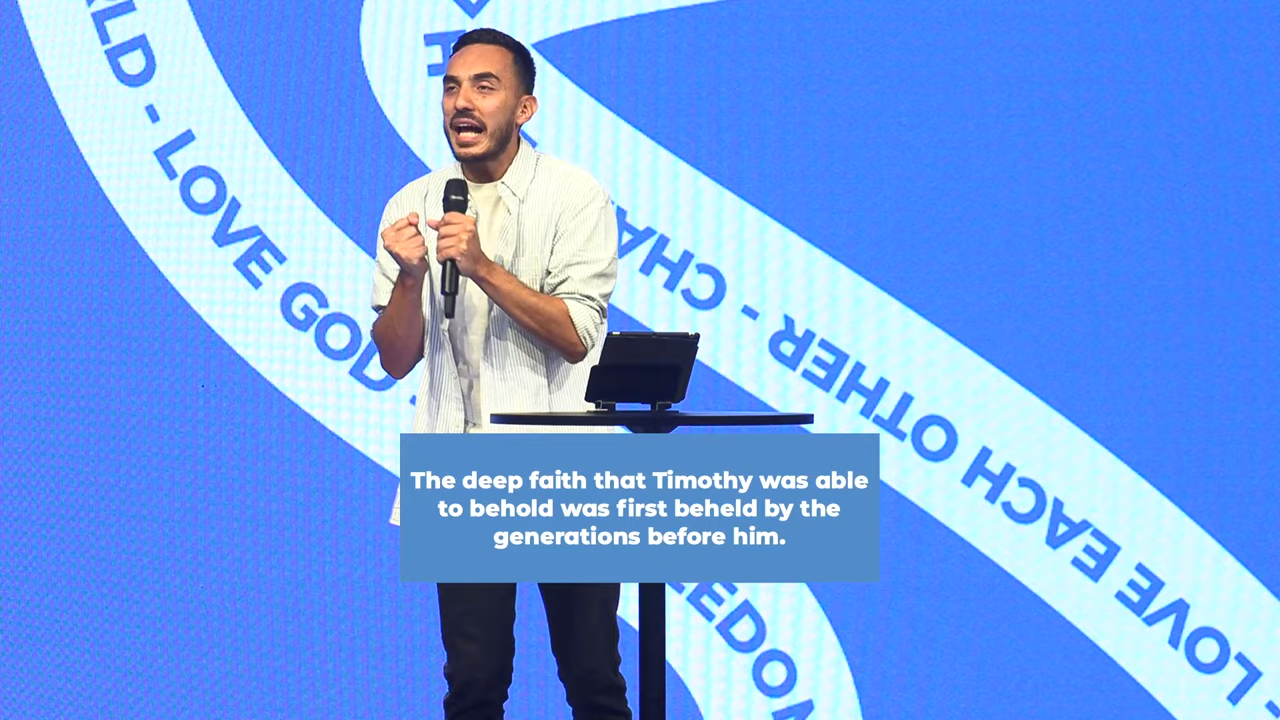 LOVE GOD
LOVE EACH OTHER
The deep faith that Timothy was able
to behold was first beheld by the
generations before him.